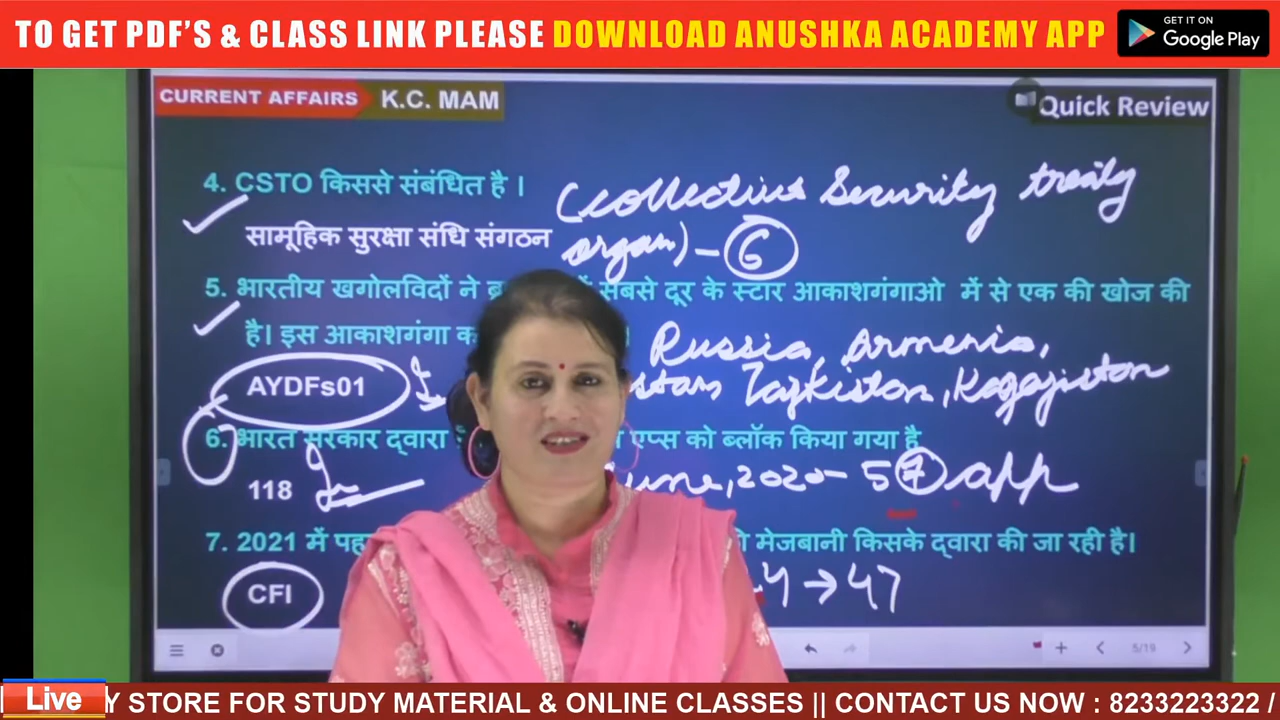 TO GET PDF'S & CLASS LINK PLEASE DOWNLOAD ANUSHKA ACADEMY APP
GET IT ON
Google Play
CURRENT AFFAIRS K.C. MAM
Quick Review
4. CSTO किससे संबंधित है ।
(collective Security treaty
सामूहिक सुरक्षा संधि संगठन
organ) - 6
5. भारतीय खगोलविदों ने सबसे दूर के स्टार आकाशगंगाओ में से एक की खोज की
है। इस आकाशगंगा
Russia, Armenia,
AYDFs01
Tajkistan, Kazajistan
6. भारत सरकार द्वारा एप्स को ब्लॉक किया गया है
118
June, 2020 - 57 app
7. 2021 में मेजबानी किसके द्वारा की जा रही है।
CFI
4 → 47
5/19
Live
Y STORE FOR STUDY MATERIAL & ONLINE CLASSES || CONTACT US NOW : 8233223322 /